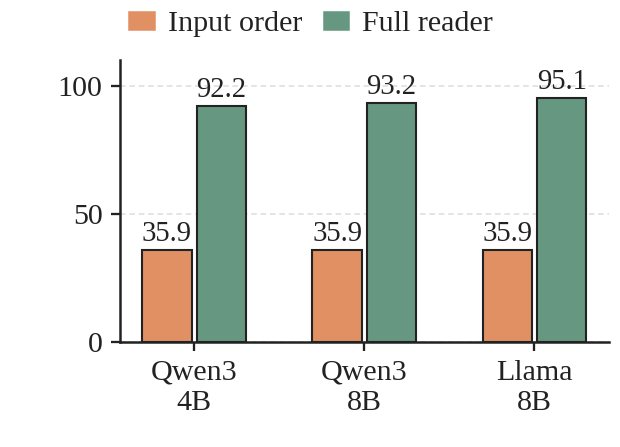 Input order Full reader
100
50
0
35.9 92.2
35.9 93.2
35.9 95.1
Qwen3
4B
Qwen3
8B
Llama
8B